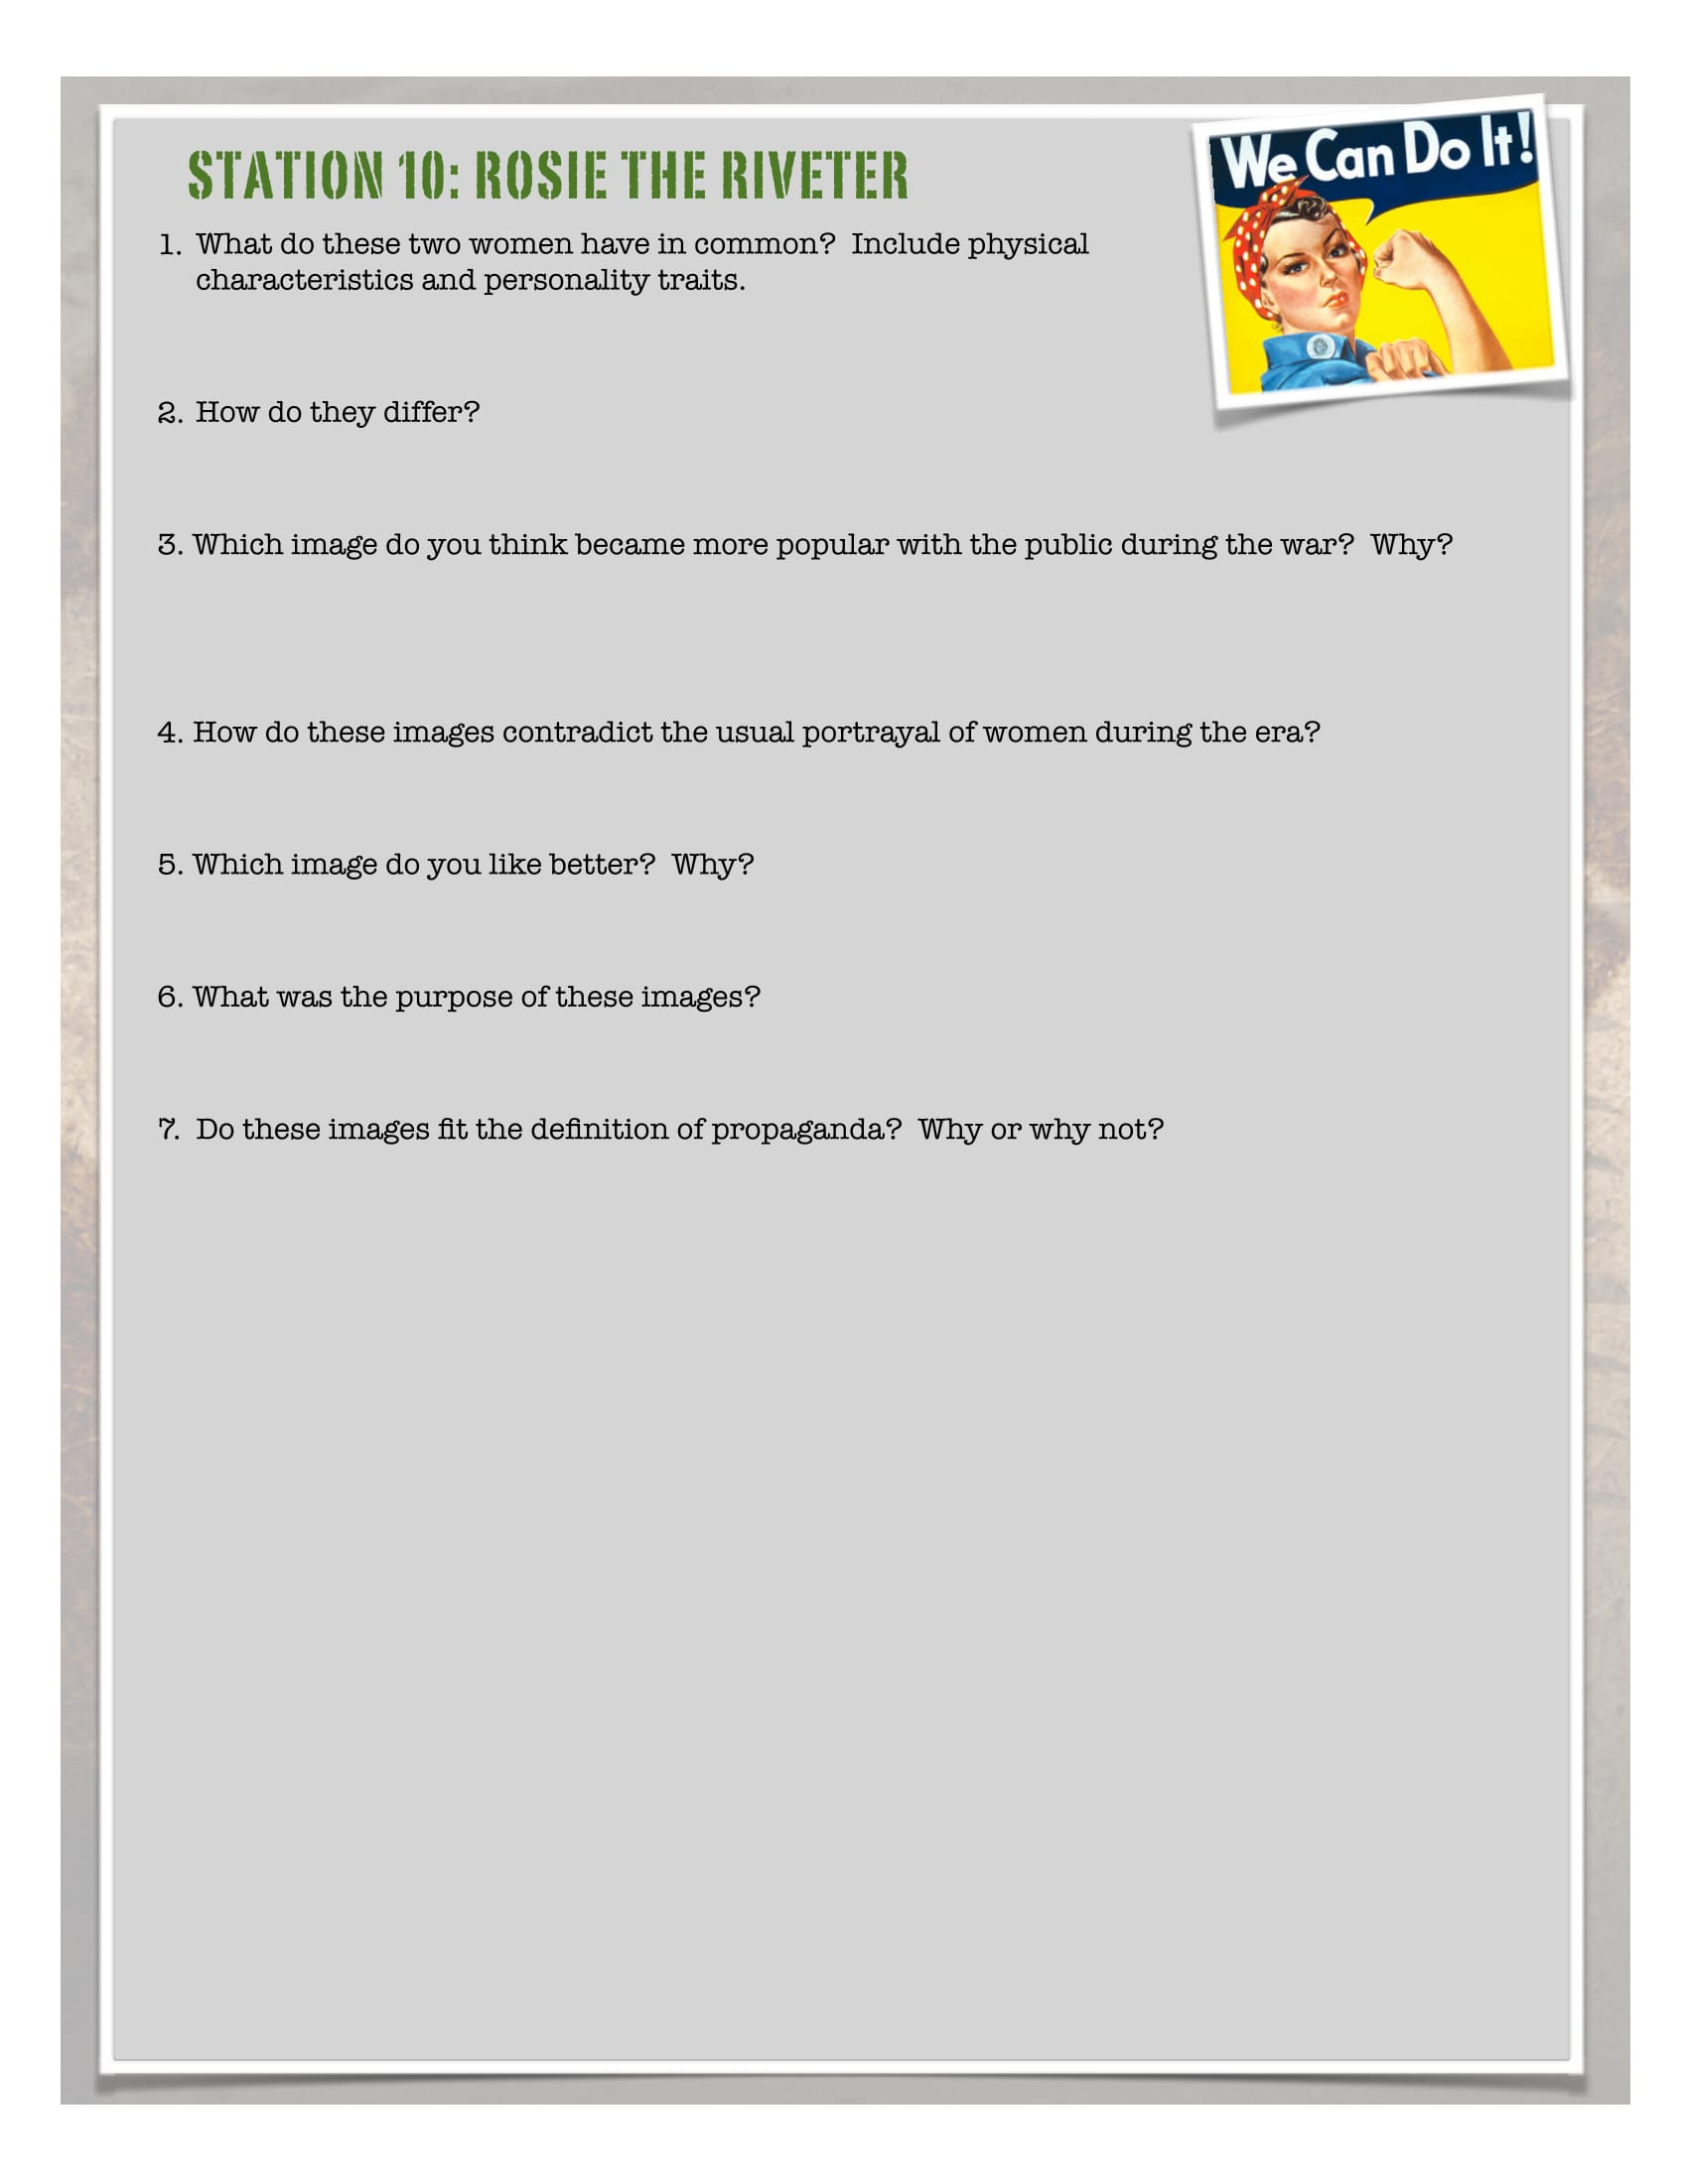 STATION 10: ROSIE THE RIVETER
We Can Do It!
1. What do these two women have in common?  Include physical
characteristics and personality traits.
2. How do they differ?
3. Which image do you think became more popular with the public during the war?  Why?
4. How do these images contradict the usual portrayal of women during the era?
5. Which image do you like better?  Why?
6. What was the purpose of these images?
7. Do these images fit the definition of propaganda?  Why or why not?